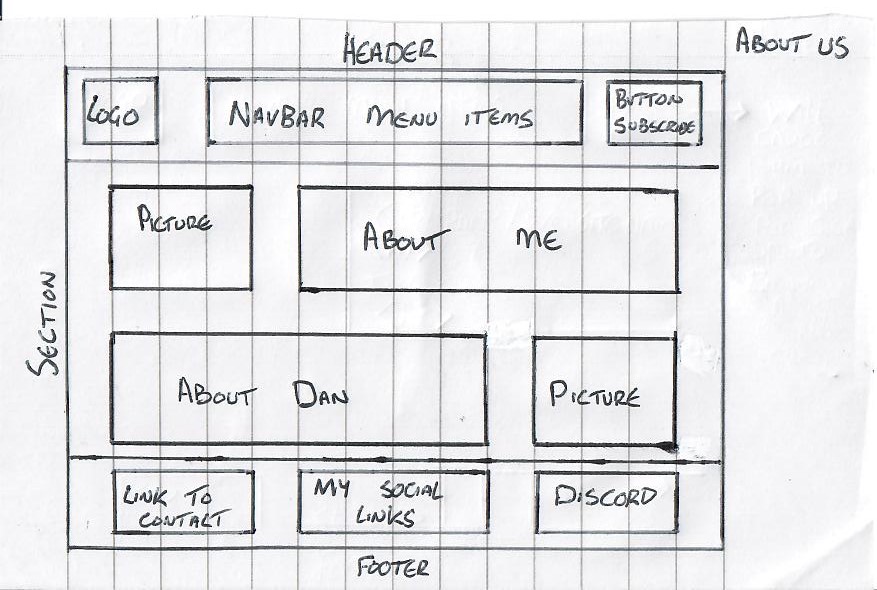 HEADER
ABOUT US
LOGO
NAVBAR MENU ITEMS
BUTTON
SUBSCRIBE
PICTURE
ABOUT ME
SECTION
ABOUT DAN
PICTURE
LINK TO
CONTACT
MY SOCIAL
LINKS
DISCORD
FOOTER